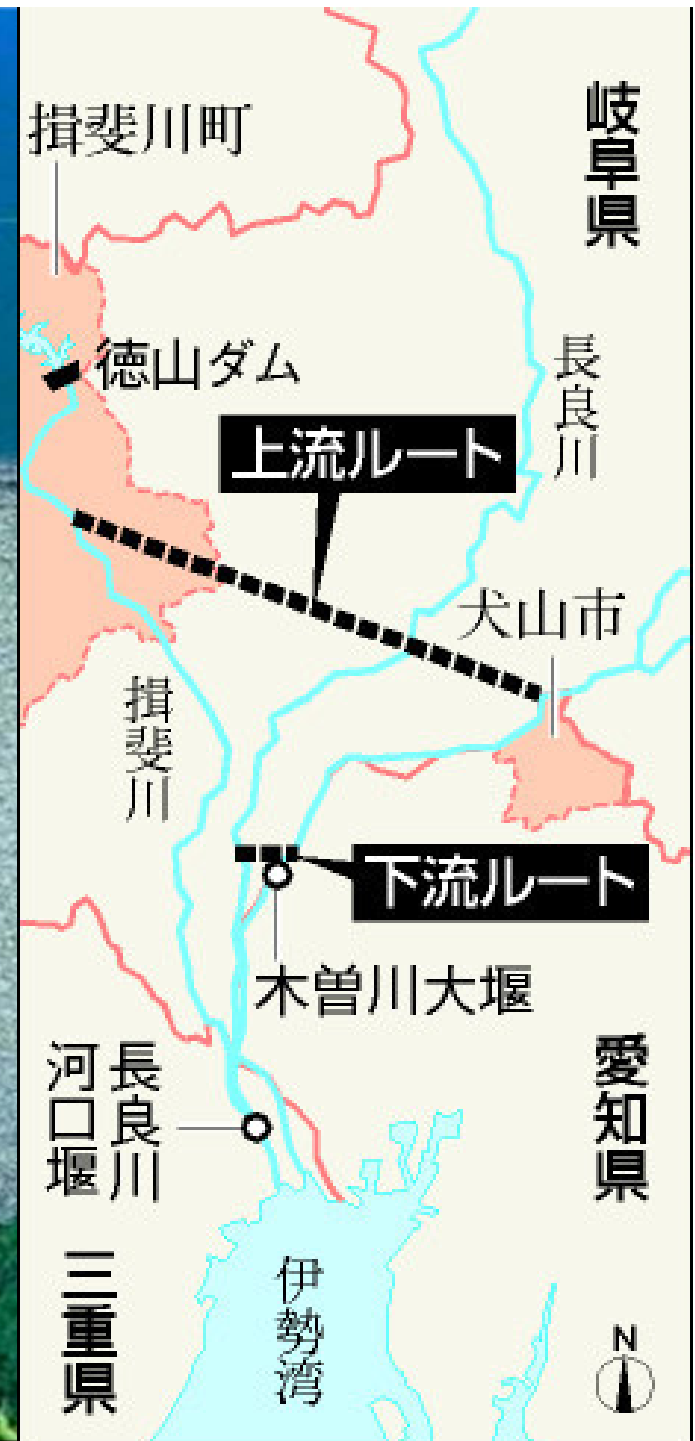 岐阜県
揖斐川町
徳山ダム
長良川
上流ルート
犬山市
揖斐川
下流ルート
木曽川大堰
長良川
河口堰
愛知県
三重県
伊勢湾
N